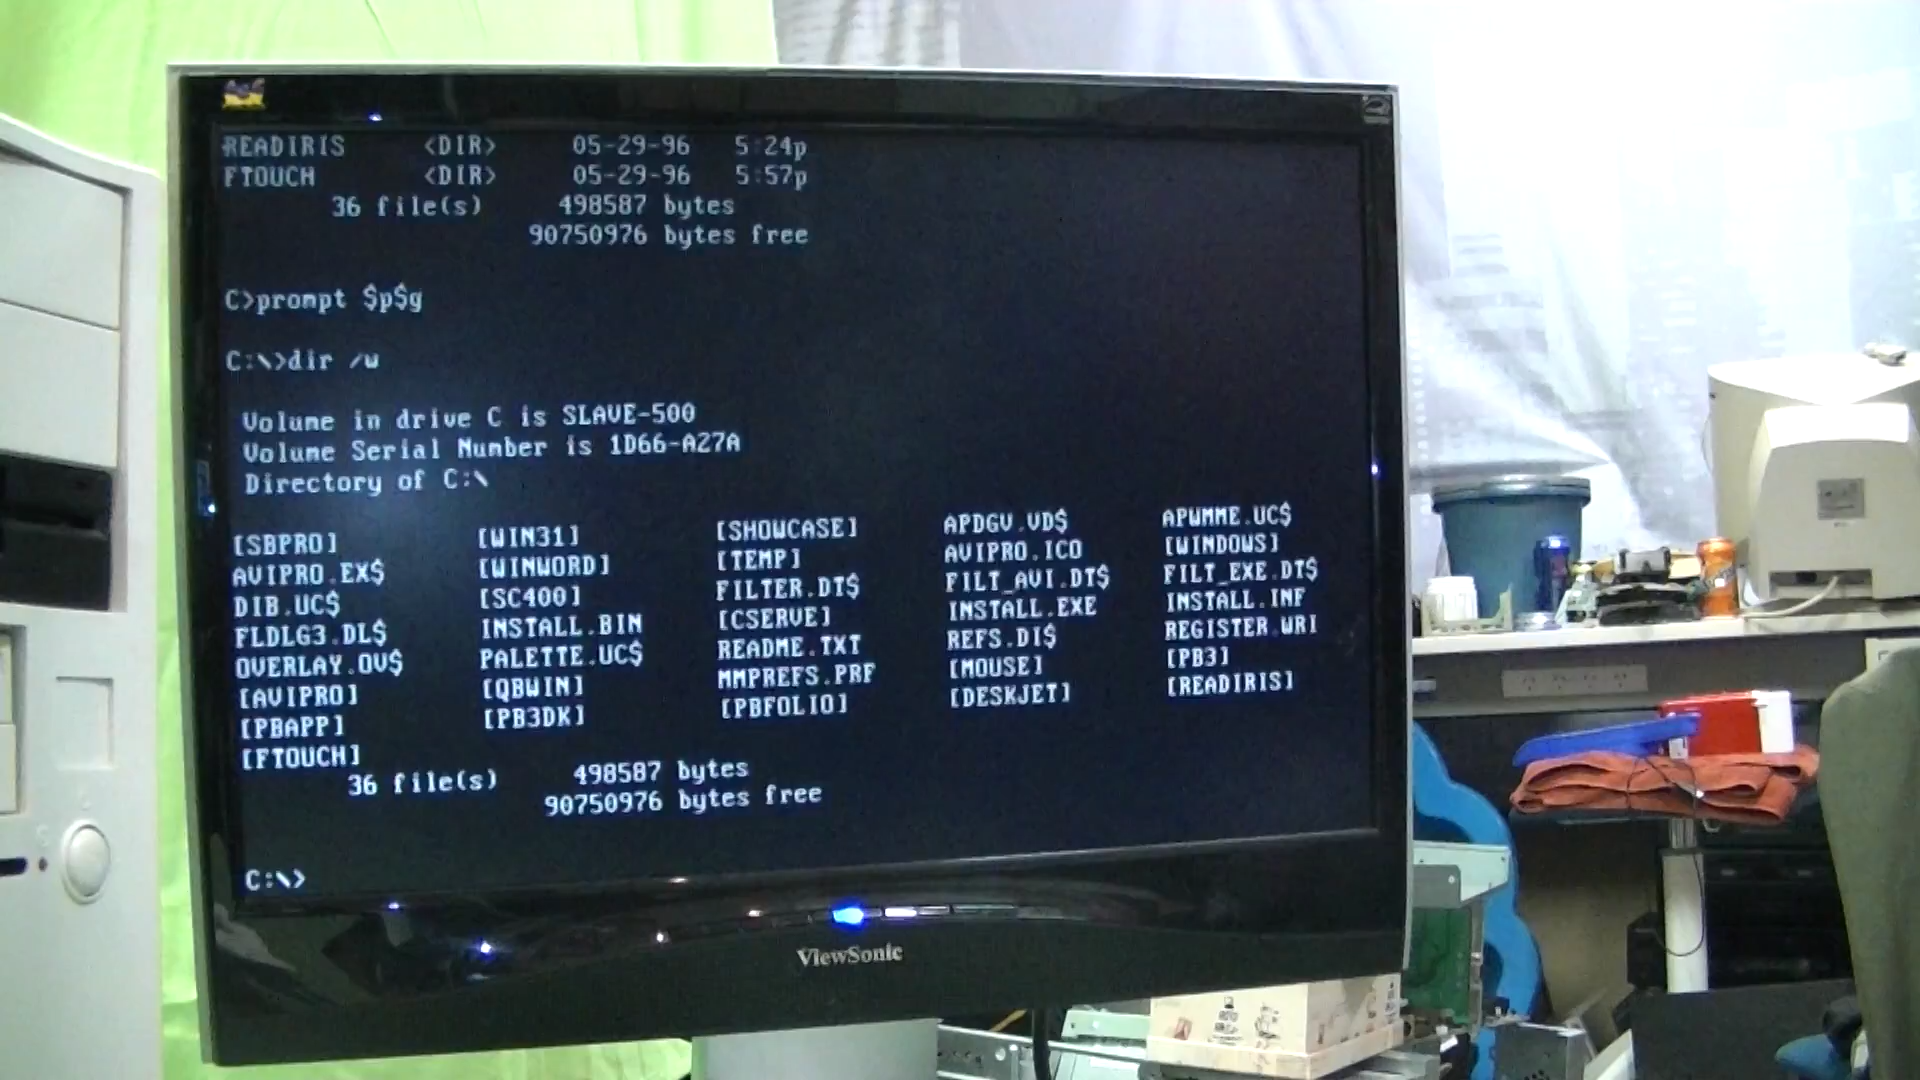 READIRIS <DIR> 05-29-96 5:24p
FTOUCH <DIR> 05-29-96 5:57p
36 file(s) 498587 bytes
90750976 bytes free
C>prompt $p$g
C:\>dir /w
Volume in drive C is SLAVE-500
Volume Serial Number is 1D66-A27A
Directory of C:\
[SBPRO] [WIN31] [SHOWCASE] APDGV.VD$ APWMME.UC$
AVIPRO.EX$ [WINWORD] [TEMP] AVIPRO.ICO [WINDOWS]
DIB.UC$ [SC400] FILTER.DT$ FILT_AVI.DT$ FILT_EXE.DT$
FLDLG3.DL$ INSTALL.BIN [CSERVE] INSTALL.EXE INSTALL.INF
OVERLAY.OV$ PALETTE.UC$ README.TXT REFS.DI$ REGISTER.WRI
[AVIPRO] [QBWIN] MMPREFS.PRF [MOUSE] [PB3]
[PBAPP] [PB3DK] [PBFOLIO] [DESKJET] [READIRIS]
[FTOUCH]
36 file(s) 498587 bytes
90750976 bytes free
C:\>
ViewSonic